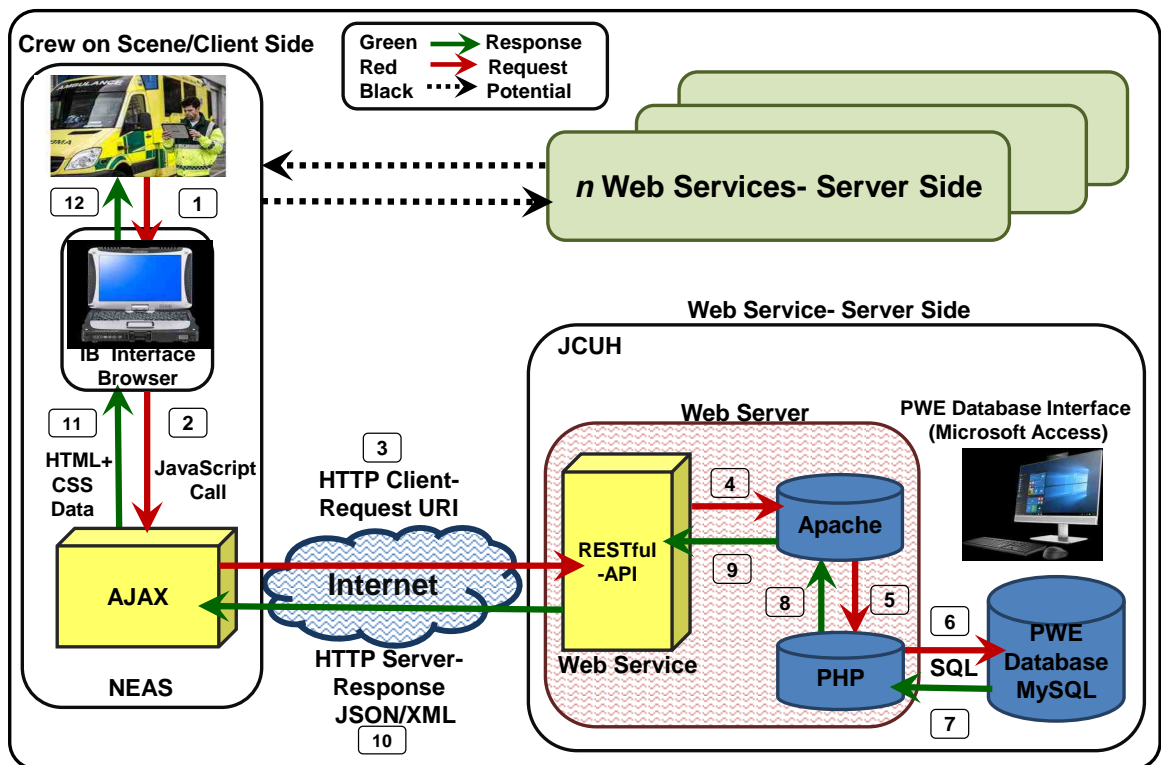 Crew on Scene/Client Side
Green Response
Red Request
Black Potential
AMBULANCE
n Web Services- Server Side
12
1
IB Interface
Browser
11
2
HTML+
CSS
Data
JavaScript
Call
AJAX
NEAS
3
HTTP Client-
Request URI
Internet
HTTP Server-
Response
JSON/XML
10
Web Service- Server Side
JCUH
Web Server
PWE Database Interface
(Microsoft Access)
RESTful
-API
Web Service
4
Apache
9
8
5
PHP
6
SQL
7
PWE
Database
MySQL